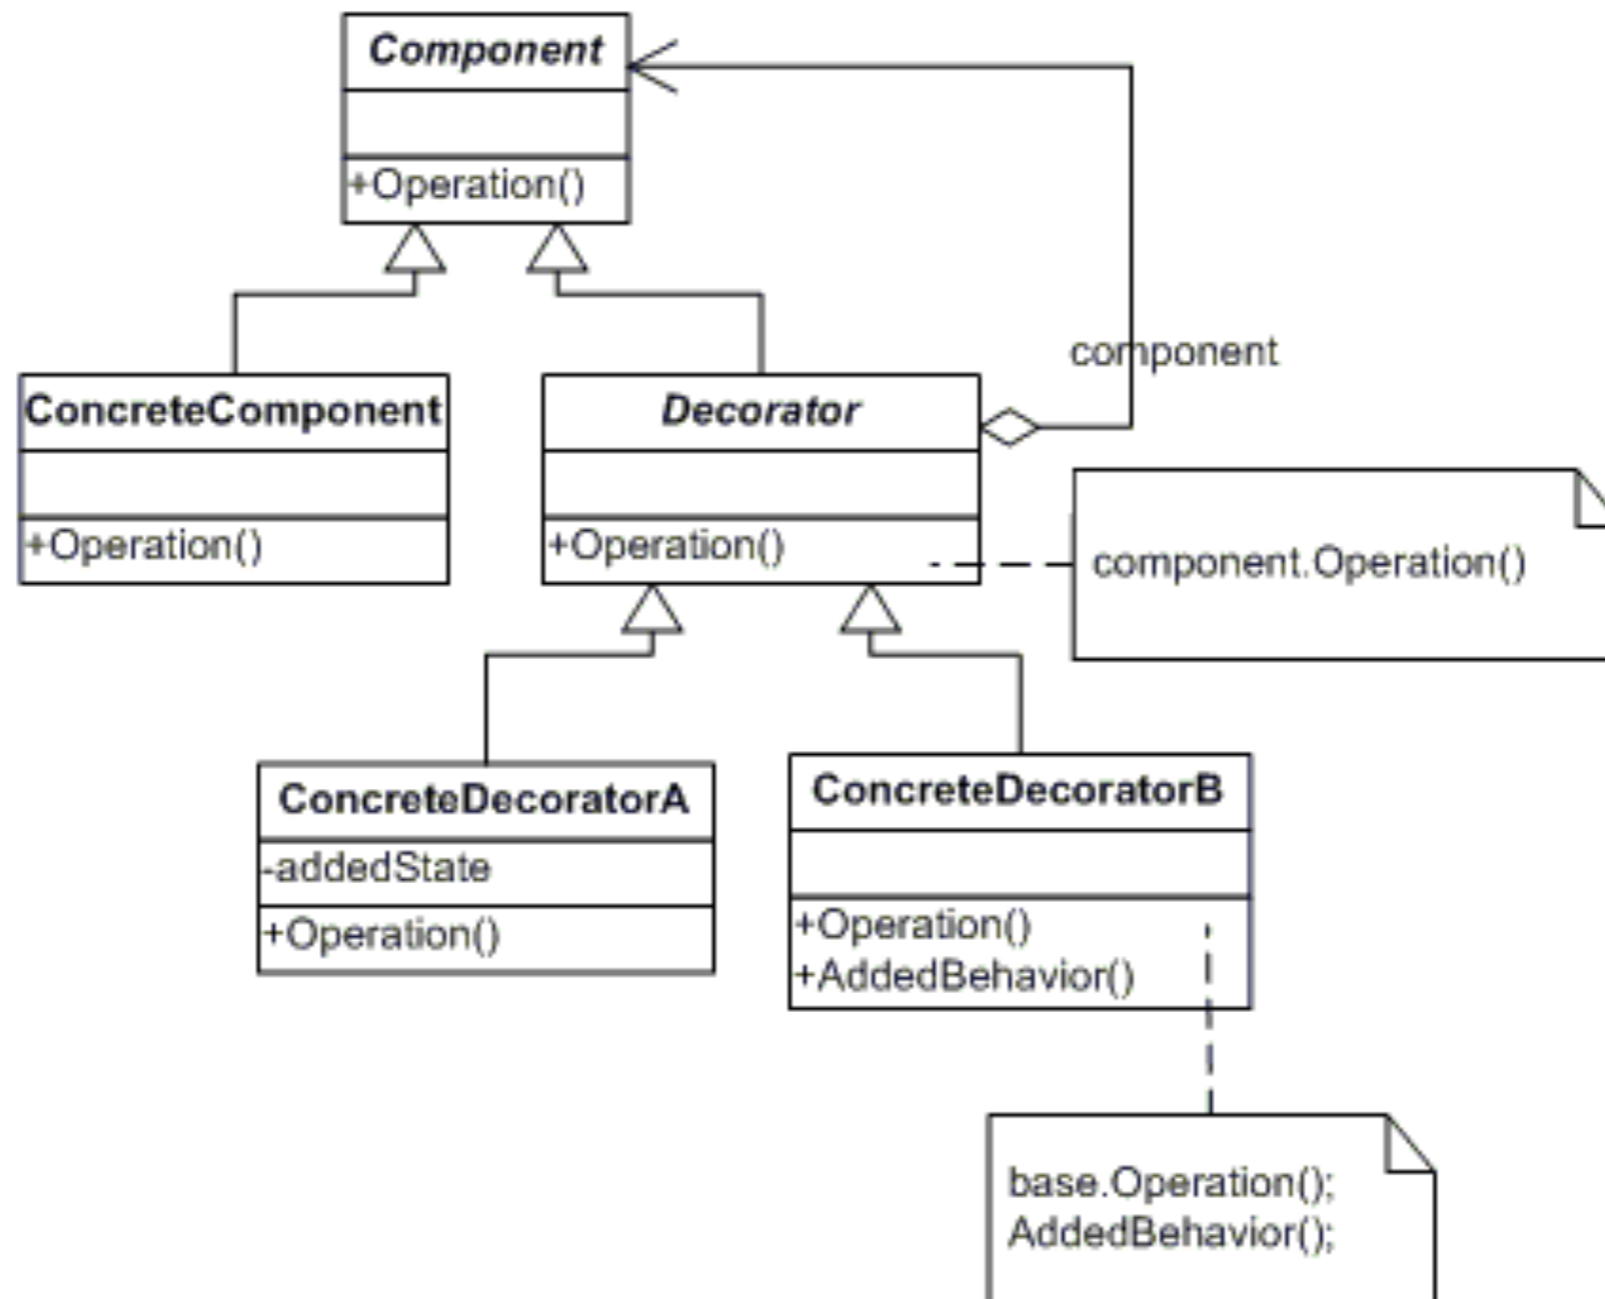 Component
+Operation()
component
ConcreteComponent
+Operation()
Decorator
+Operation()
component.Operation()
ConcreteDecoratorA
-addedState
+Operation()
ConcreteDecoratorB
+Operation()
+AddedBehavior()
base.Operation();
AddedBehavior();